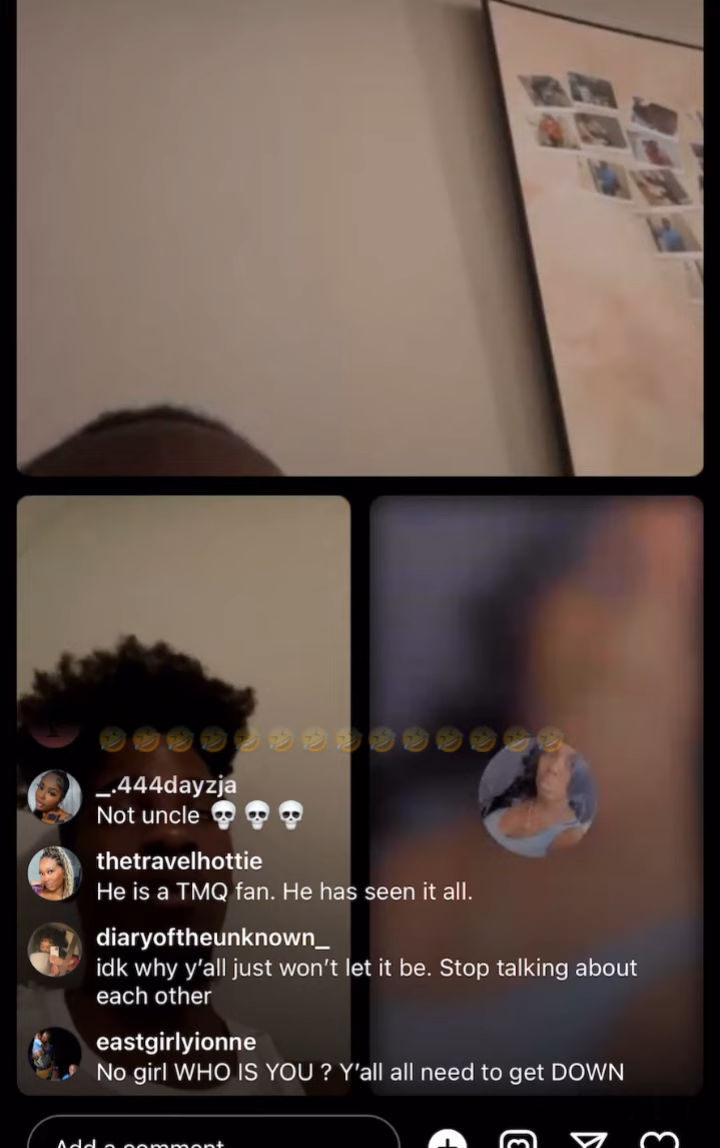 🤣🤣🤣🤣🤣🤣🤣🤣🤣🤣🤣🤣🤣🤣
_.444dayzja
Not uncle 💀💀💀
thetravelhottie
He is a TMQ fan. He has seen it all.
diaryoftheunknown_
idk why y’all just won’t let it be. Stop talking about
each other
eastgirlyionne
No girl WHO IS YOU ? Y’all all need to get DOWN
Add a comment